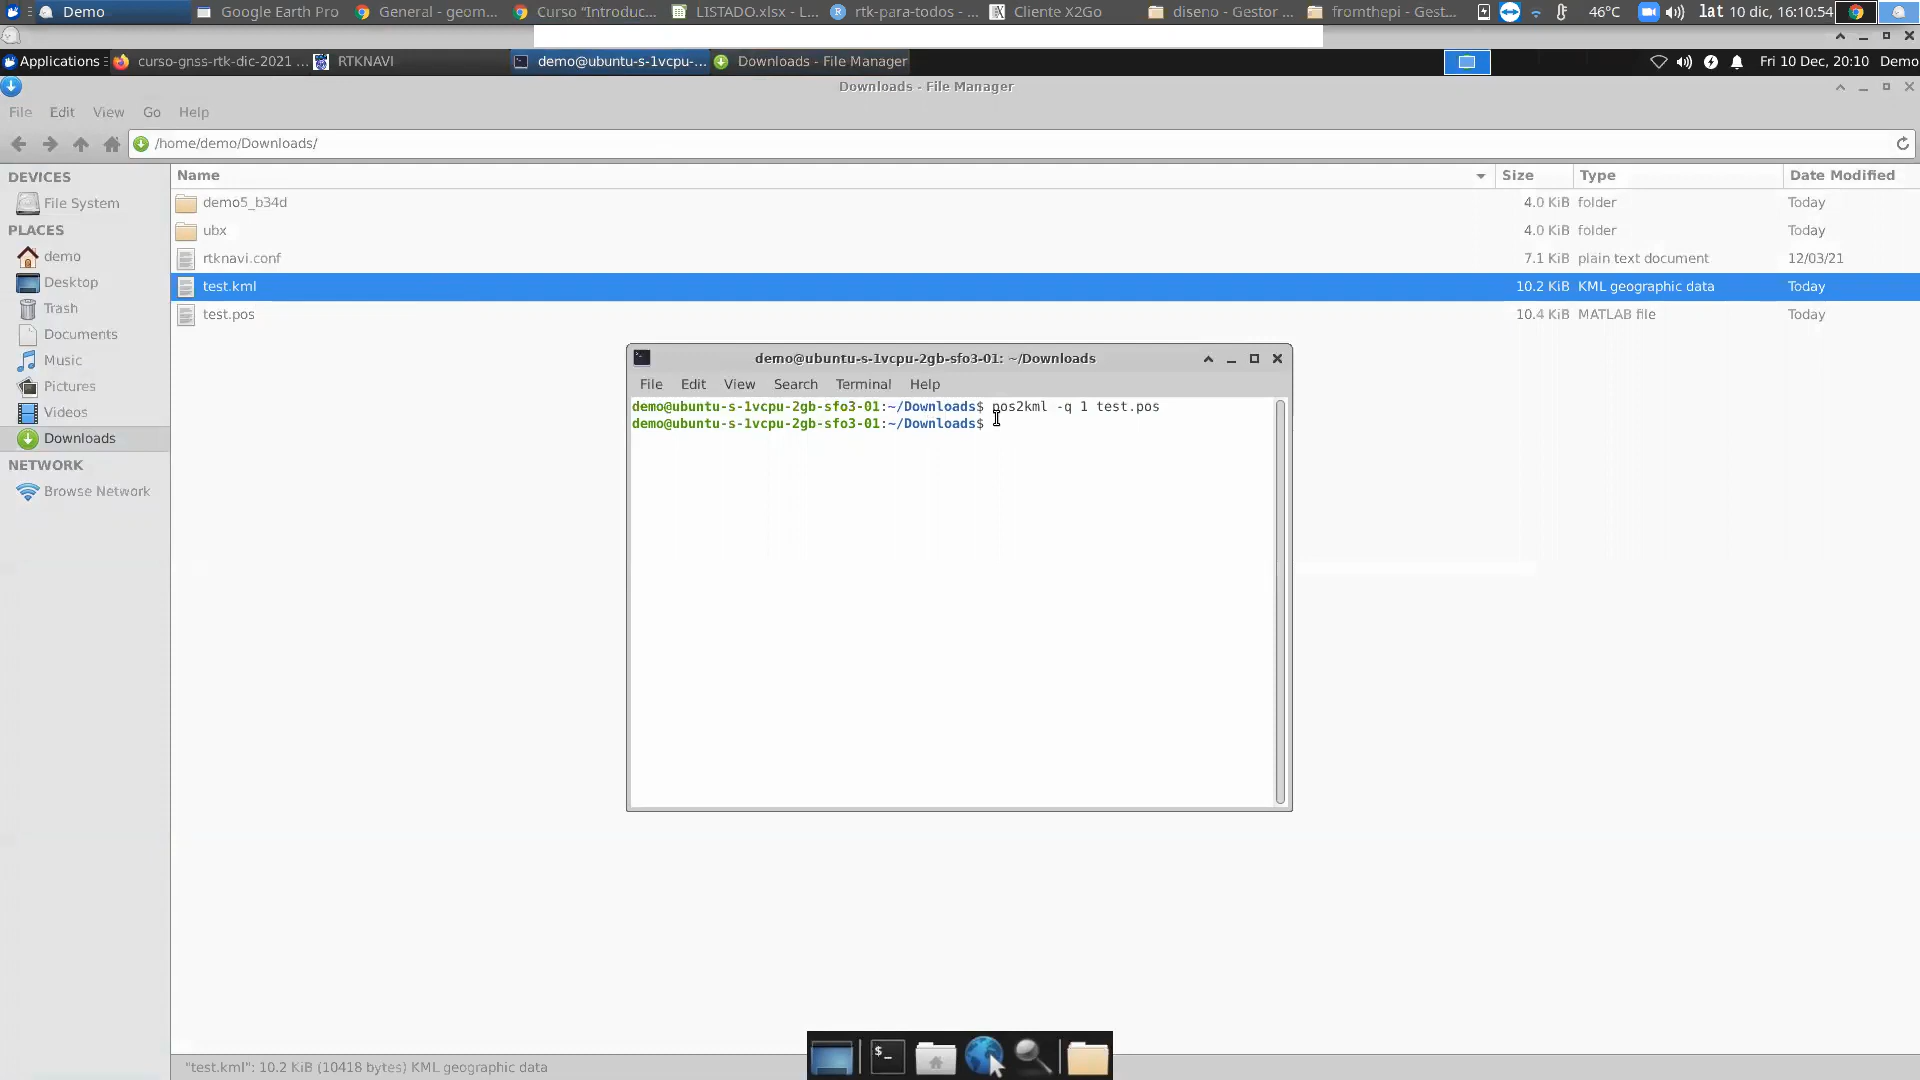 Demo Google Earth Pro General - geom... Curso “Introduc... LISTADO.xlsx - L... rtk-para-todos - ... Cliente X2Go diseno - Gestor ... fromthepi - Gest... 46°C lat 10 dic, 16:10:54
Applications curso-gnss-rtk-dic-2021 ... RTKNAVI demo@ubuntu-s-1vcpu-... Downloads - File Manager Fri 10 Dec, 20:10 Demo
Downloads - File Manager
File Edit View Go Help
/home/demo/Downloads/
DEVICES
File System
PLACES
demo
Desktop
Trash
Documents
Music
Pictures
Videos
Downloads
NETWORK
Browse Network
Name Size Type Date Modified
demo5_b34d 4.0 KiB folder Today
ubx 4.0 KiB folder Today
rtknavi.conf 7.1 KiB plain text document 12/03/21
test.kml 10.2 KiB KML geographic data Today
test.pos 10.4 KiB MATLAB file Today
demo@ubuntu-s-1vcpu-2gb-sfo3-01: ~/Downloads
File Edit View Search Terminal Help
demo@ubuntu-s-1vcpu-2gb-sfo3-01:~/Downloads$ pos2kml -q 1 test.pos
demo@ubuntu-s-1vcpu-2gb-sfo3-01:~/Downloads$
"test.kml": 10.2 KiB (10418 bytes) KML geographic data